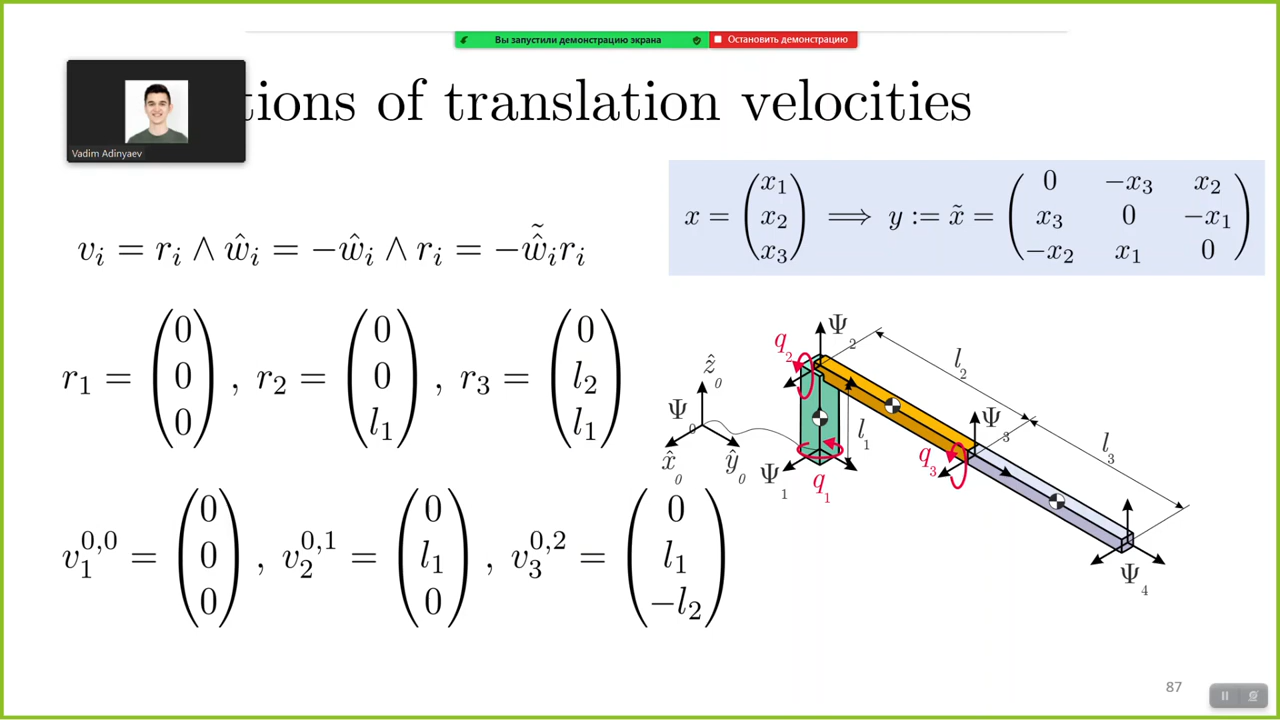 Вы запустили демонстрацию экрана
Остановить демонстрацию
tions of translation velocities
Vadim Adinyaev
x = (x₁ x₂ x₃) ⟹ y := x̃ = (0 −x₃ x₂
x₃ 0 −x₁
−x₂ x₁ 0)
vᵢ = rᵢ ∧ ŵᵢ = −ŵᵢ ∧ rᵢ = −ŵ̃ᵢrᵢ
r₁ = (0 0 0), r₂ = (0 0 l₁), r₃ = (0 l₂ l₁)
v₁^{0,0} = (0 0 0), v₂^{0,1} = (0 l₁ 0), v₃^{0,2} = (0 l₁ −l₂)
Ψ₂
q₂
l₂
ẑ₀
Ψ₀
x̂₀
ŷ₀
l₁
Ψ₁
q₁
Ψ₃
q₃
l₃
Ψ₄
87